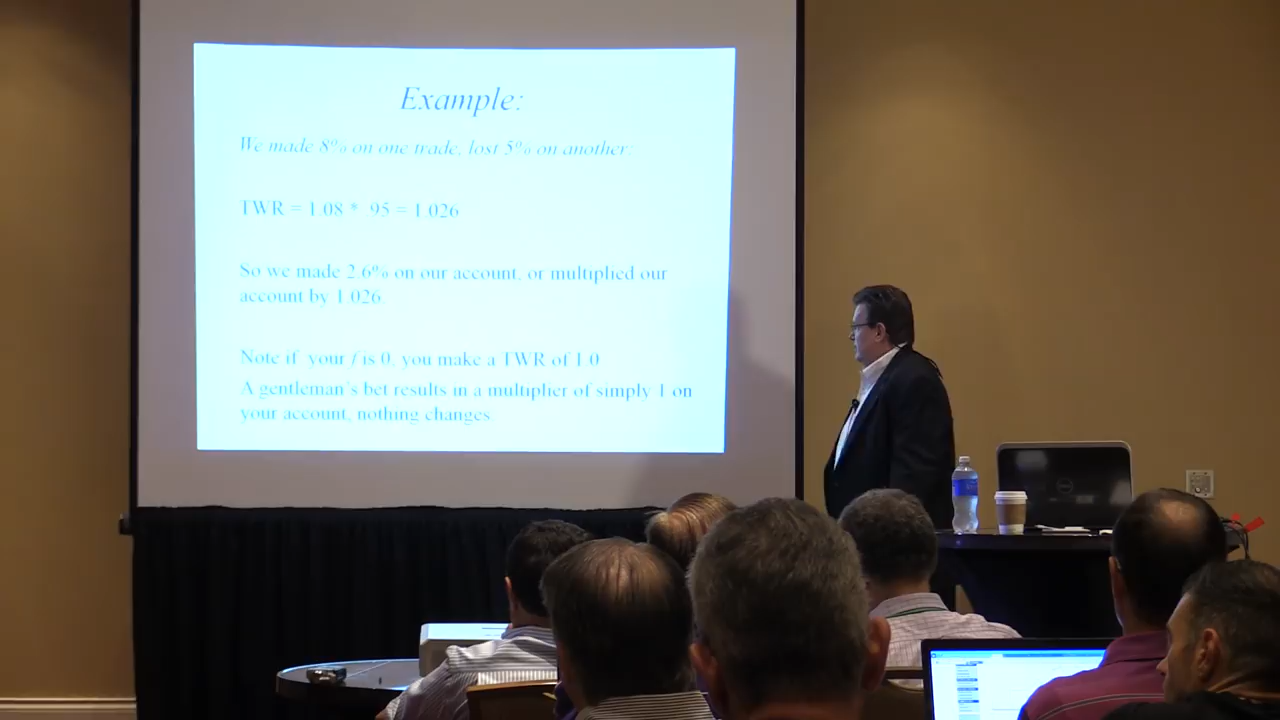 Example:
We made 8% on one trade, lost 5% on another:
TWR = 1.08 * .95 = 1.026
So we made 2.6% on our account, or multiplied our
account by 1.026.
Note if your f is 0, you make a TWR of 1.0
A gentleman's bet results in a multiplier of simply 1 on
your account, nothing changes.